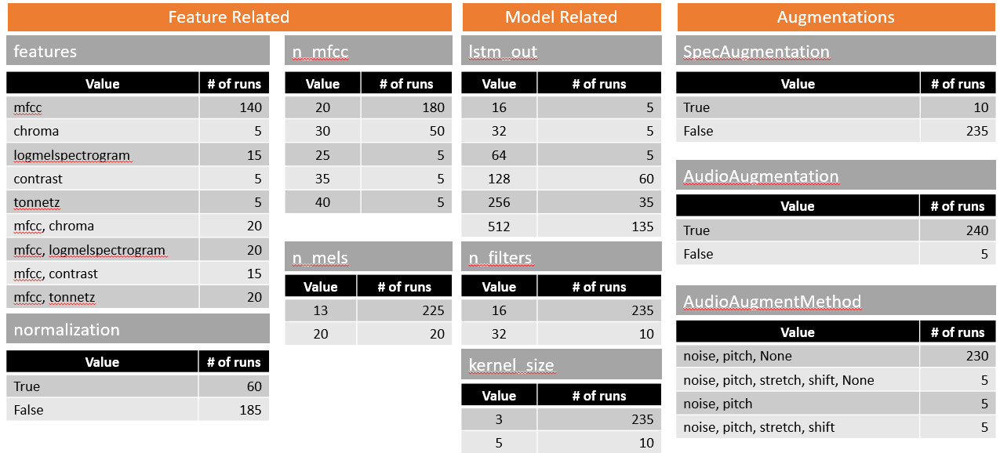 Feature Related
features
Value # of runs
mfcc 140
chroma 5
logmelspectrogram 15
contrast 5
tonnetz 5
mfcc, chroma 20
mfcc, logmelspectrogram 20
mfcc, contrast 15
mfcc, tonnetz 20
normalization
Value # of runs
True 60
False 185
n_mfcc
Value # of runs
20 180
30 50
25 5
35 5
40 5
n_mels
Value # of runs
13 225
20 20
Model Related
lstm_out
Value # of runs
16 5
32 5
64 5
128 60
256 35
512 135
n_filters
Value # of runs
16 235
32 10
kernel_size
Value # of runs
3 235
5 10
Augmentations
SpecAugmentation
Value # of runs
True 10
False 235
AudioAugmentation
Value # of runs
True 240
False 5
AudioAugmentMethod
Value # of runs
noise, pitch, None 230
noise, pitch, stretch, shift, None 5
noise, pitch 5
noise, pitch, stretch, shift 5